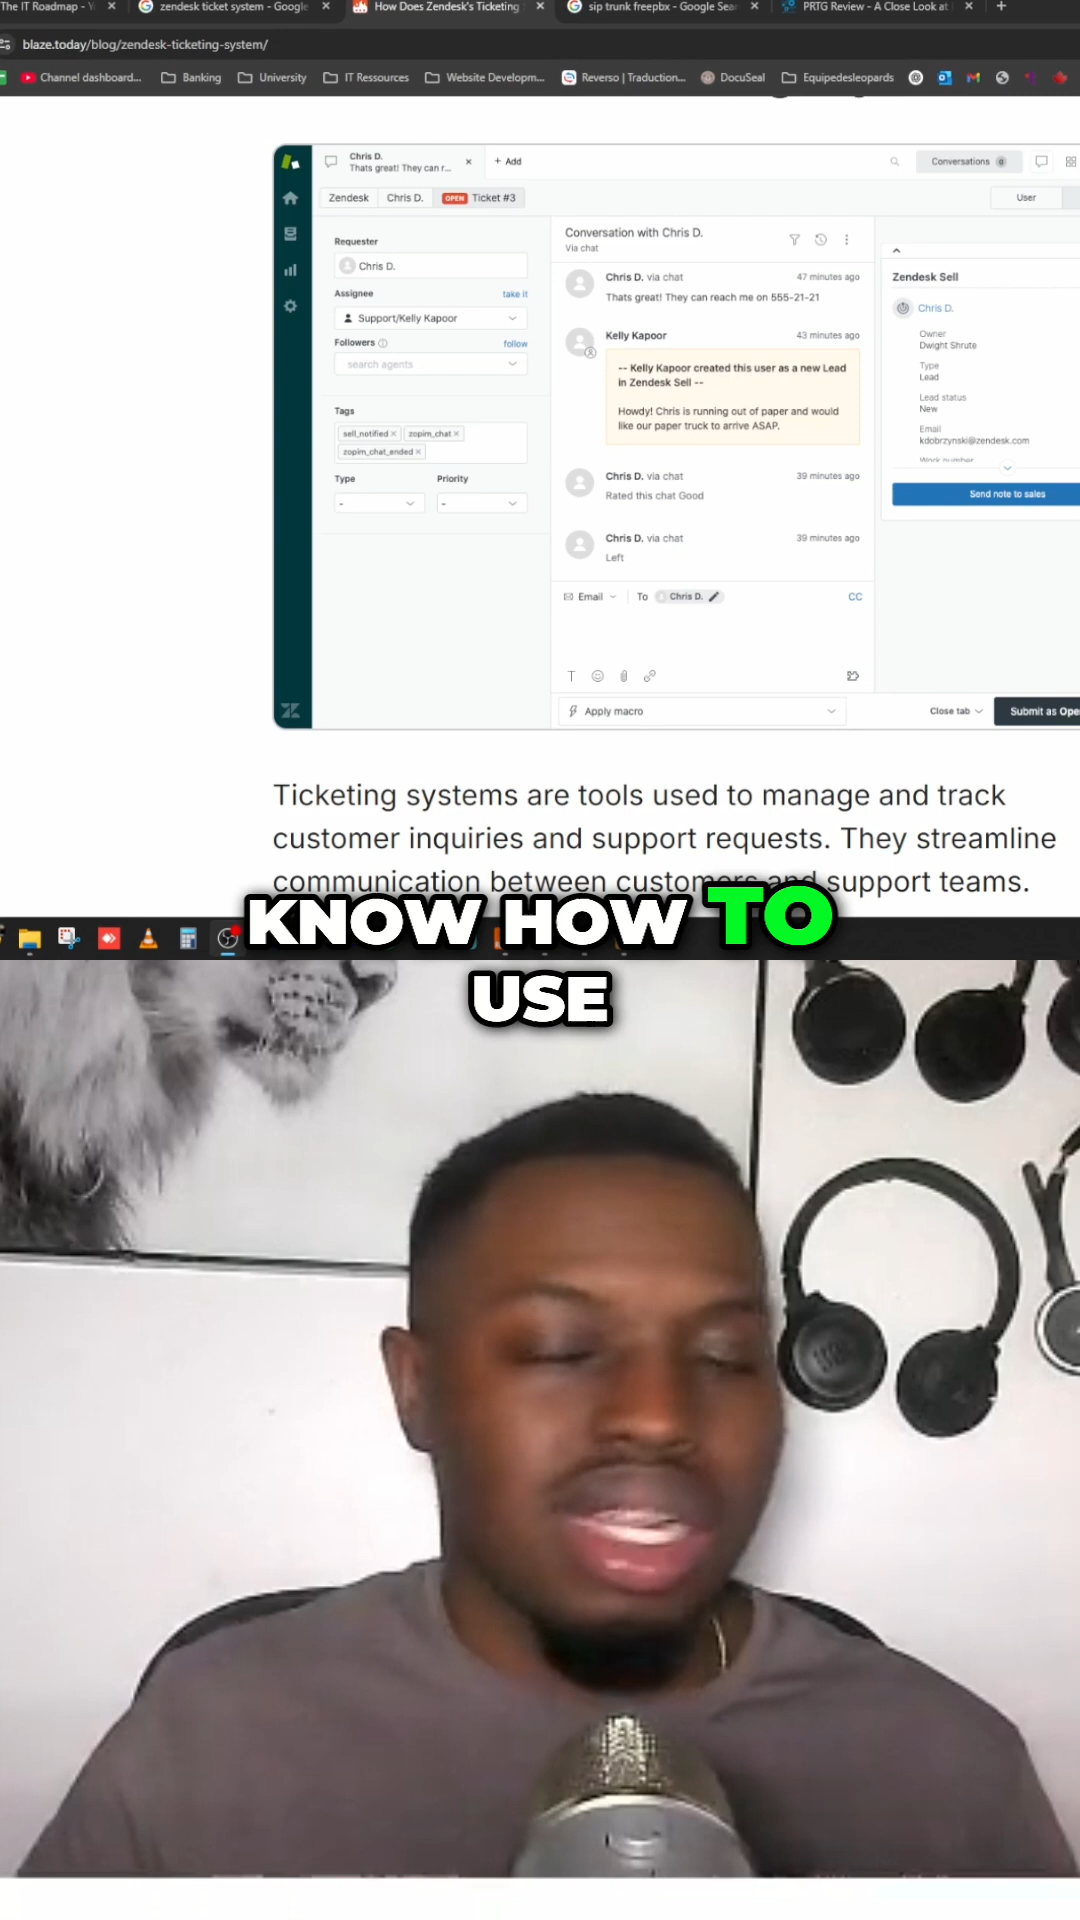 The IT Roadmap - Y
zendesk ticket system - Google
How Does Zendesk's Ticketing
sip trunk freepbx - Google Sear
PRTG Review - A Close Look at
blaze.today/blog/zendesk-ticketing-system/
Channel dashboard...
Banking
University
IT Ressources
Website Developm...
Reverso | Traduction...
DocuSeal
Equipedesleopards
Chris D.
Thats great! They can r...
+ Add
Conversations 0
Zendesk
Chris D.
OPEN Ticket #3
User
Requester
Chris D.
Assignee
take it
Support/Kelly Kapoor
Followers
follow
search agents
Tags
sell_notified ×
zopim_chat ×
zopim_chat_ended ×
Type
Priority
-
-
Conversation with Chris D.
Via chat
Chris D. via chat
47 minutes ago
Thats great! They can reach me on 555-21-21
Kelly Kapoor
43 minutes ago
-- Kelly Kapoor created this user as a new Lead
in Zendesk Sell --
Howdy! Chris is running out of paper and would
like our paper truck to arrive ASAP.
Chris D. via chat
39 minutes ago
Rated this chat Good
Chris D. via chat
39 minutes ago
Left
Email
To
Chris D.
CC
T
Apply macro
Close tab
Submit as Ope
Zendesk Sell
Chris D.
Owner
Dwight Shrute
Type
Lead
Lead status
New
Email
kdobrzynski@zendesk.com
Work number
Send note to sales
Ticketing systems are tools used to manage and track
customer inquiries and support requests. They streamline
communication between customers and support teams.
KNOW HOW TO
USE
JBL